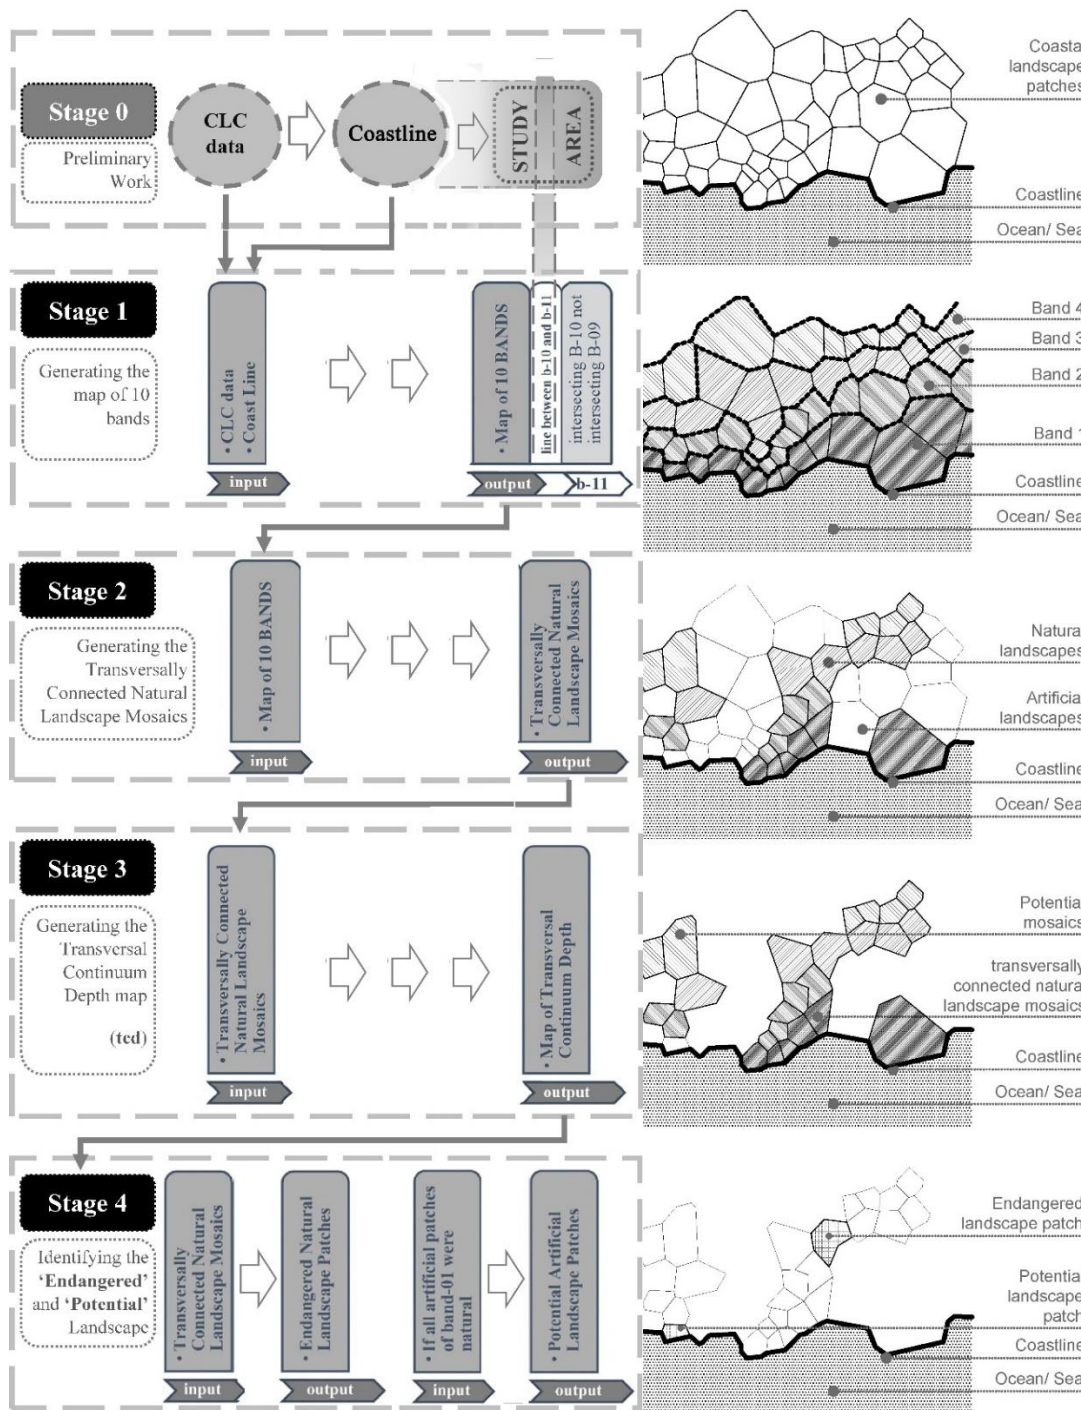 Stage 0
Preliminary
Work
CLC
data
Coastline
STUDY
AREA
Coasta
landscape
patches
Coastline
Ocean/ Sea
Stage 1
Generating the
map of 10
bands
• CLC data
• Coast Line
input
• Map of 10 BANDS
line between b-10 and b-11
intersecting B-10 not
intersecting B-09
output
b-11
Band 4
Band 3
Band 2
Band 1
Coastline
Ocean/ Sea
Stage 2
Generating the
Transversally
Connected Natural
Landscape Mosaics
• Map of 10 BANDS
input
• Transversally
Connected Natural
Landscape Mosaics
output
Natura
landscapes
Artificia
landscapes
Coastline
Ocean/ Sea
Stage 3
Generating the
Transversal
Continuum
Depth map
(ted)
• Transversally Connected
Natural Landscape
Mosaics
input
• Map of Transversal
Continuum Depth
output
Potentia
mosaics
transversally
connected natura
landscape mosaics
Coastline
Ocean/ Sea
Stage 4
Identifying the
‘Endangered’
and ‘Potential’
Landscape
• Transversally
Connected Natural
Landscape Mosaics
input
• Endangered Natural
Landscape Patches
output
• If all artificial patches
of band-01 were
natural
input
• Potential Artificial
Landscape Patches
output
Endangered
landscape patch
Potentia
landscape
patch
Coastline
Ocean/ Sea